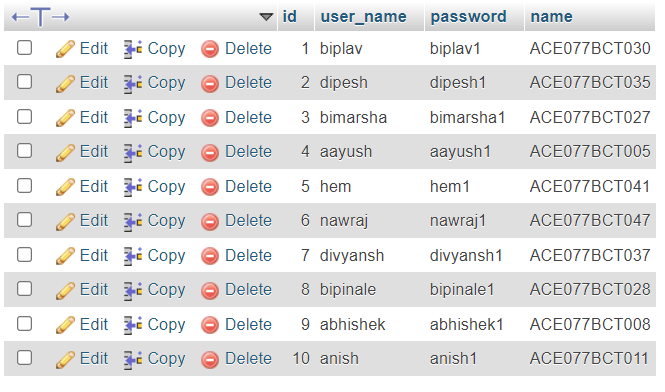 id user_name password name
Edit Copy Delete 1 biplav biplav1 ACE077BCT030
Edit Copy Delete 2 dipesh dipesh1 ACE077BCT035
Edit Copy Delete 3 bimarsha bimarsha1 ACE077BCT027
Edit Copy Delete 4 aayush aayush1 ACE077BCT005
Edit Copy Delete 5 hem hem1 ACE077BCT041
Edit Copy Delete 6 nawraj nawraj1 ACE077BCT047
Edit Copy Delete 7 divyansh divyansh1 ACE077BCT037
Edit Copy Delete 8 bipinale bipinale1 ACE077BCT028
Edit Copy Delete 9 abhishek abhishek1 ACE077BCT008
Edit Copy Delete 10 anish anish1 ACE077BCT011